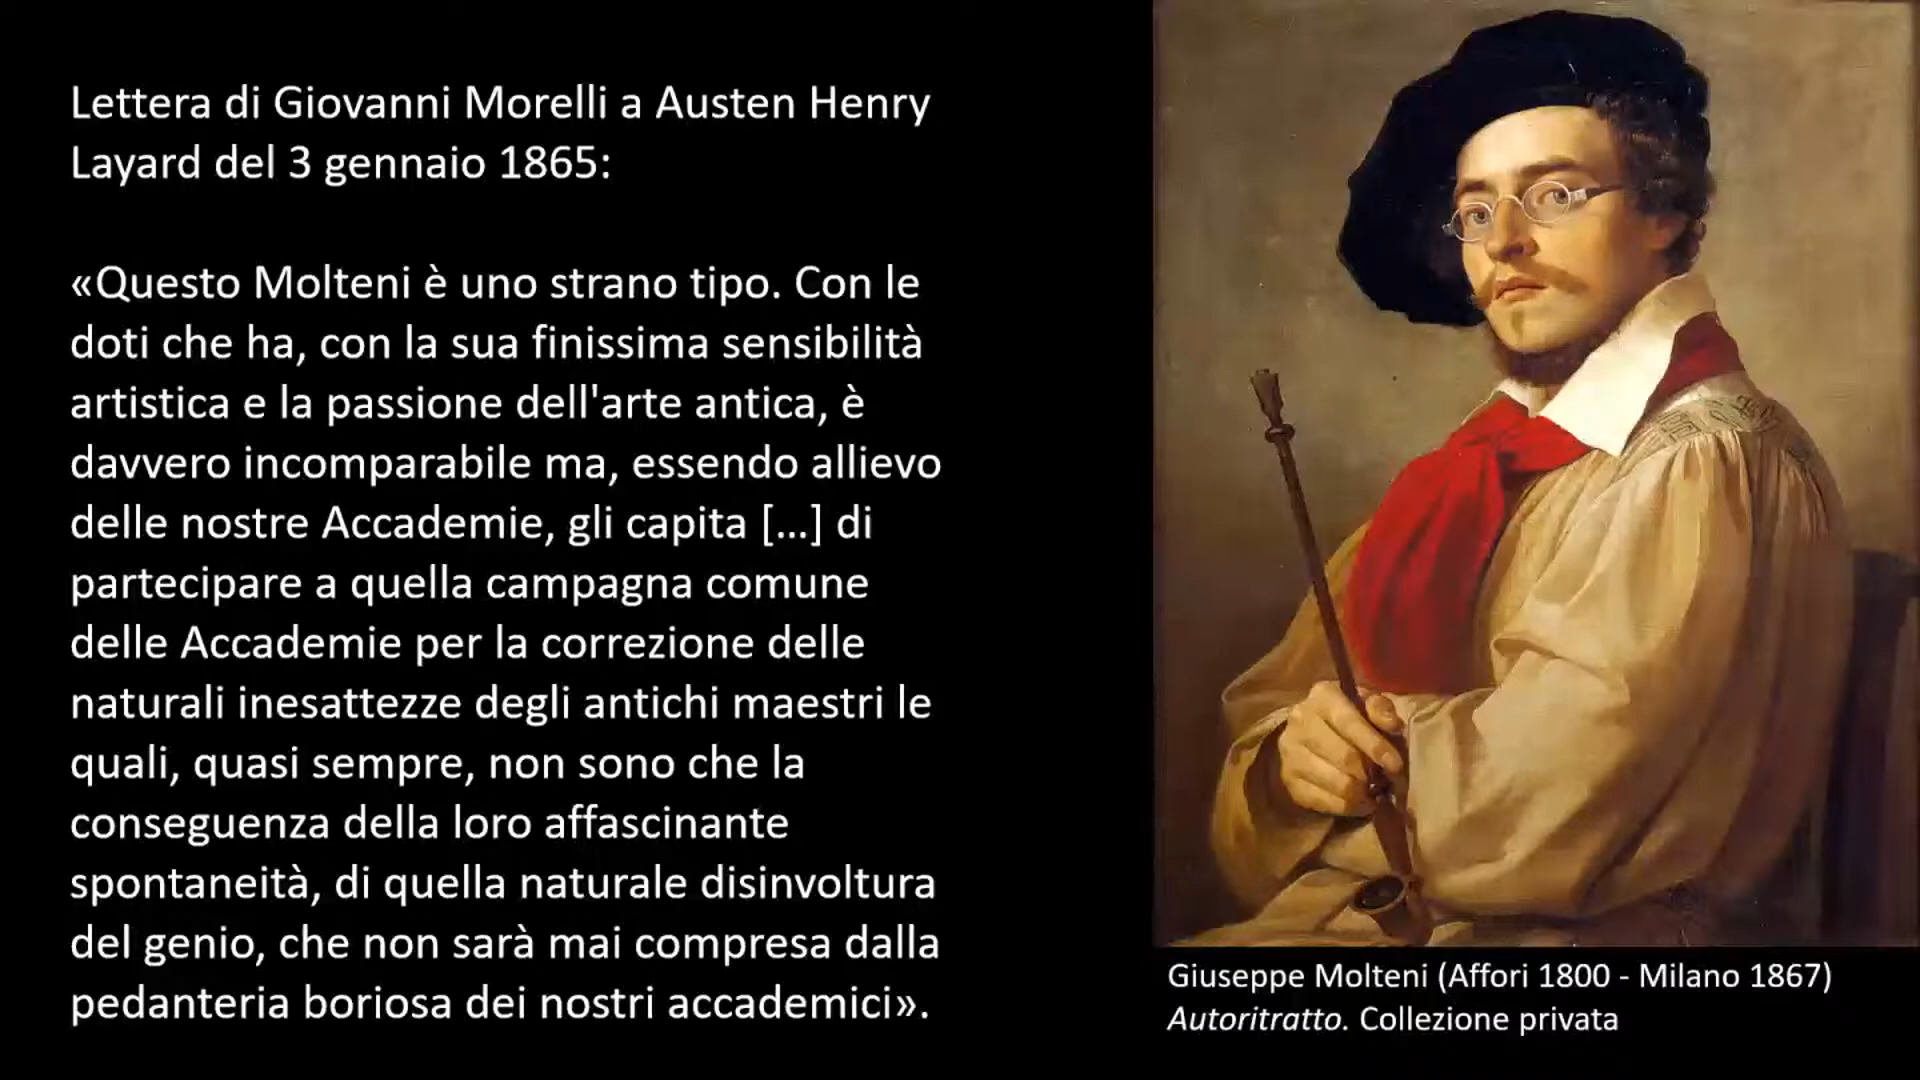 Lettera di Giovanni Morelli a Austen Henry
Layard del 3 gennaio 1865:
«Questo Molteni è uno strano tipo. Con le
doti che ha, con la sua finissima sensibilità
artistica e la passione dell'arte antica, è
davvero incomparabile ma, essendo allievo
delle nostre Accademie, gli capita [...] di
partecipare a quella campagna comune
delle Accademie per la correzione delle
naturali inesattezze degli antichi maestri le
quali, quasi sempre, non sono che la
conseguenza della loro affascinante
spontaneità, di quella naturale disinvoltura
del genio, che non sarà mai compresa dalla
pedanteria boriosa dei nostri accademici».
Giuseppe Molteni (Affori 1800 - Milano 1867)
Autoritratto. Collezione privata